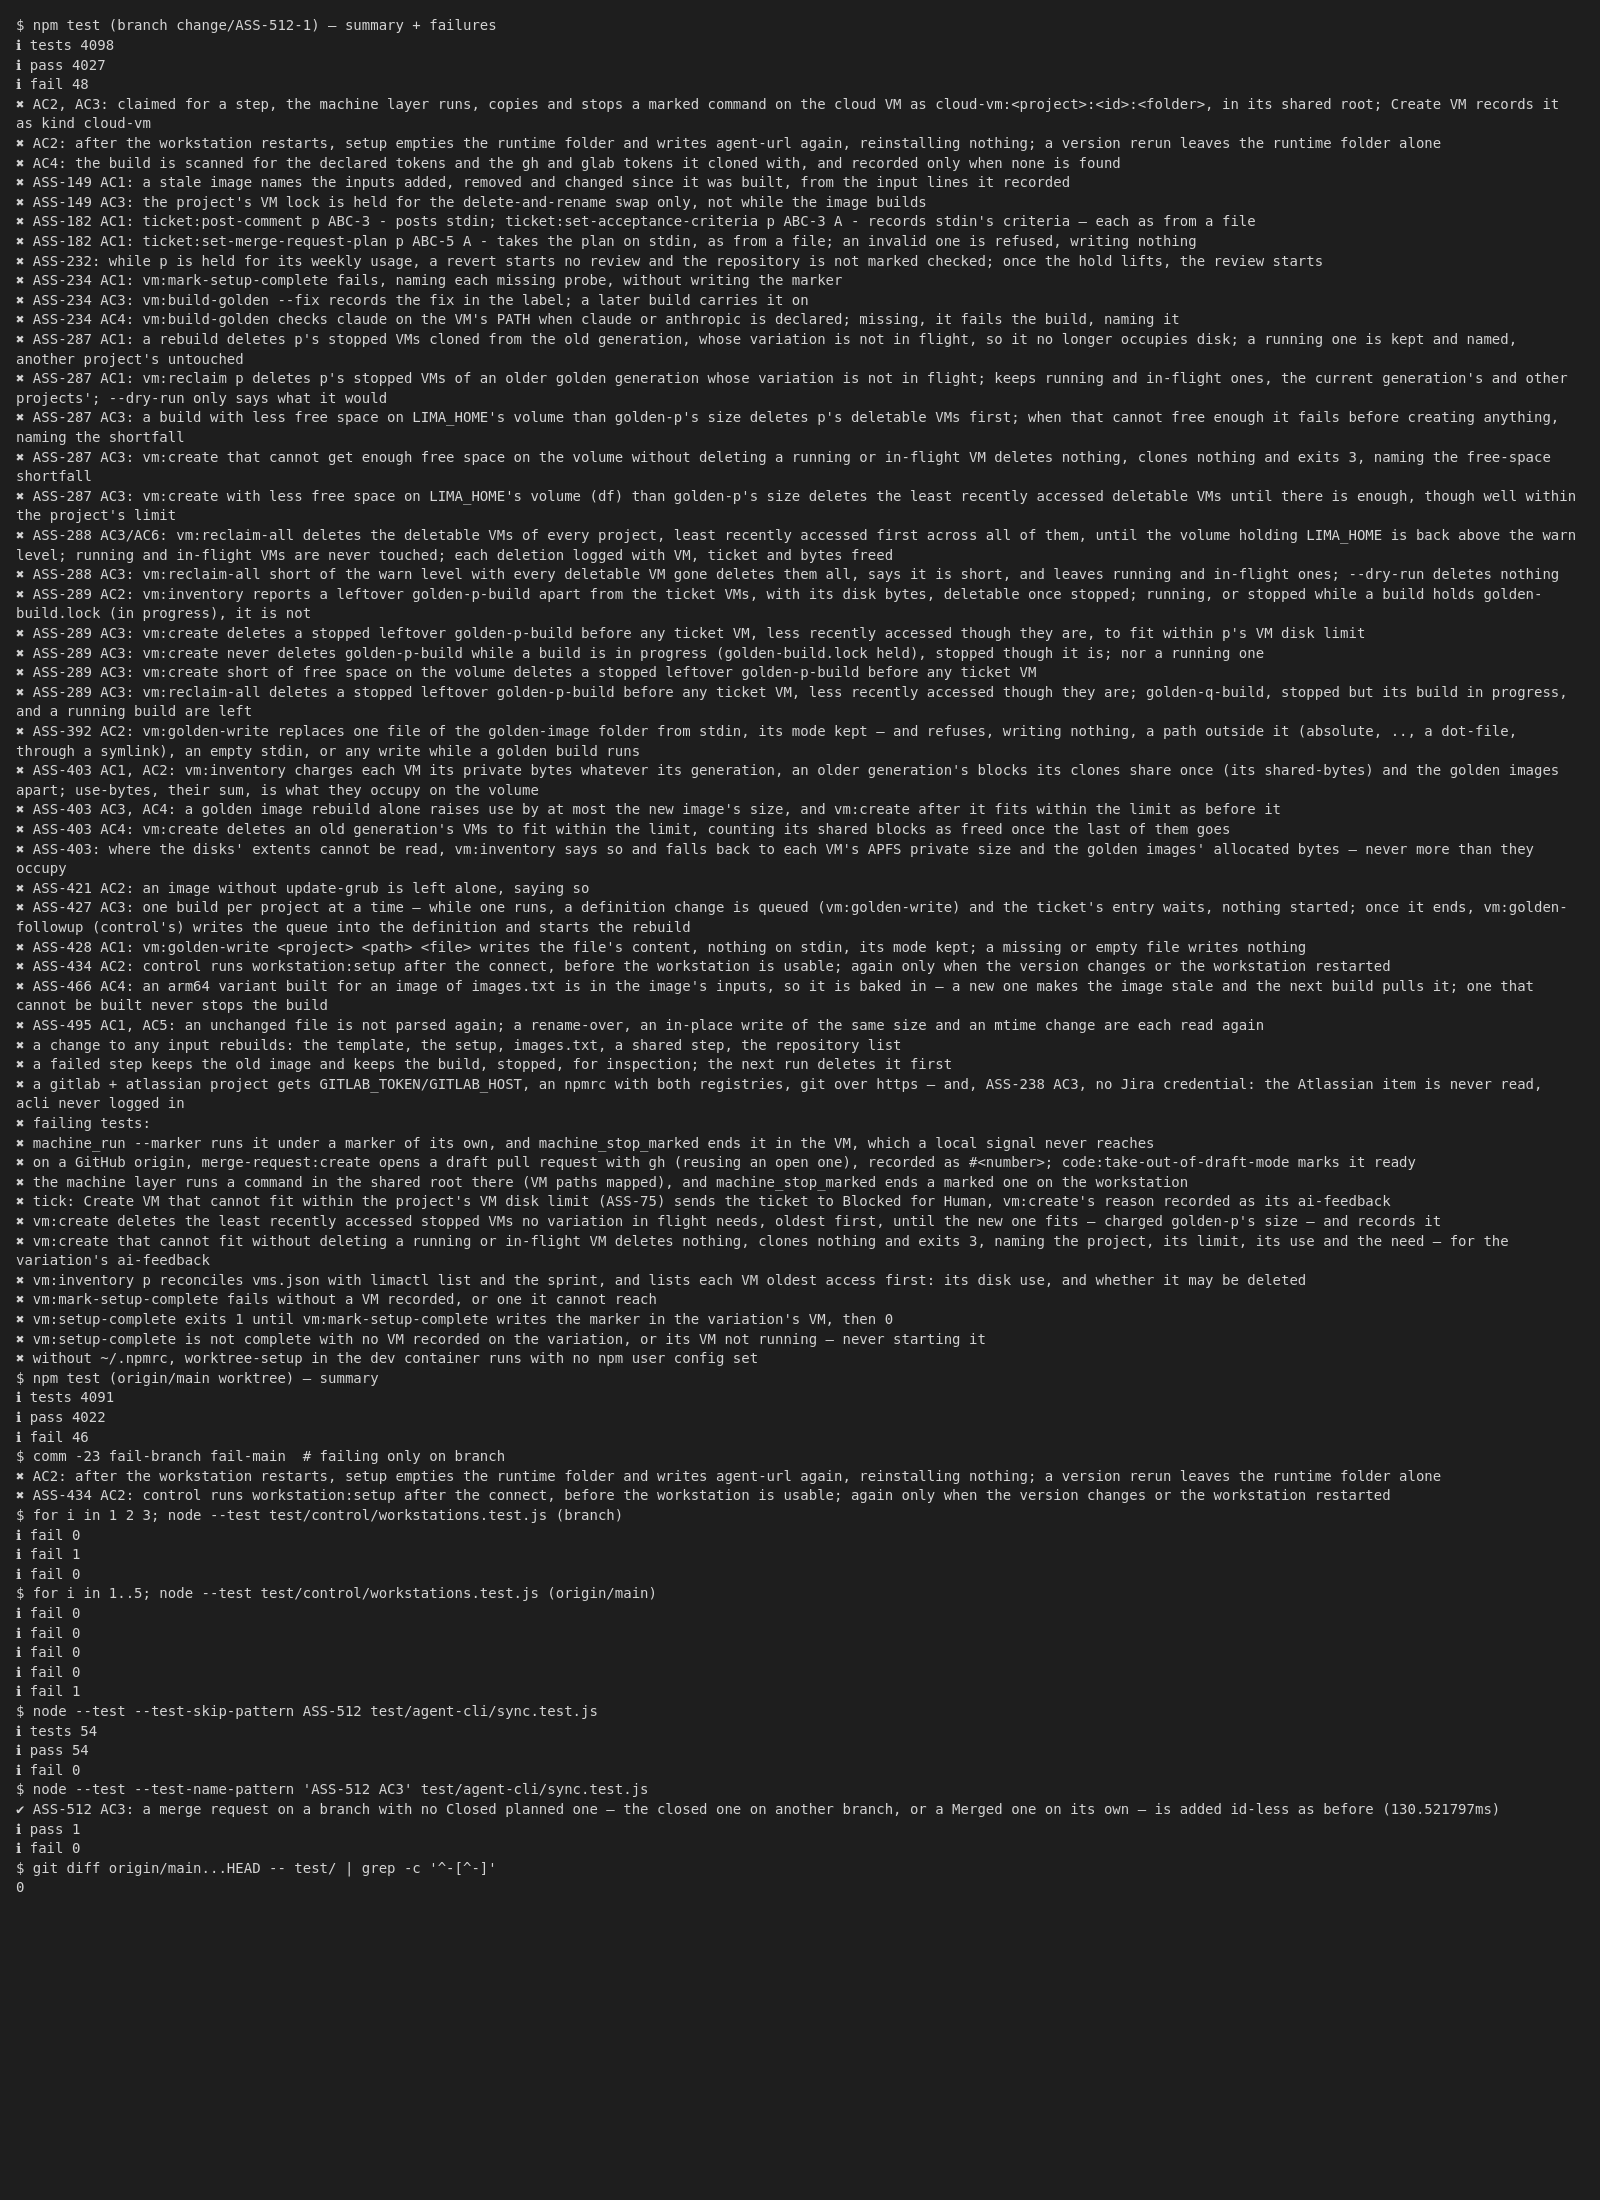 $ npm test (branch change/ASS-512-1) — summary + failures
ℹ tests 4098
ℹ pass 4027
ℹ fail 48
✖ AC2, AC3: claimed for a step, the machine layer runs, copies and stops a marked command on the cloud VM as cloud-vm:<project>:<id>:<folder>, in its shared root; Create VM records it
as kind cloud-vm
✖ AC2: after the workstation restarts, setup empties the runtime folder and writes agent-url again, reinstalling nothing; a version rerun leaves the runtime folder alone
✖ AC4: the build is scanned for the declared tokens and the gh and glab tokens it cloned with, and recorded only when none is found
✖ ASS-149 AC1: a stale image names the inputs added, removed and changed since it was built, from the input lines it recorded
✖ ASS-149 AC3: the project's VM lock is held for the delete-and-rename swap only, not while the image builds
✖ ASS-182 AC1: ticket:post-comment p ABC-3 - posts stdin; ticket:set-acceptance-criteria p ABC-3 A - records stdin's criteria — each as from a file
✖ ASS-182 AC1: ticket:set-merge-request-plan p ABC-5 A - takes the plan on stdin, as from a file; an invalid one is refused, writing nothing
✖ ASS-232: while p is held for its weekly usage, a revert starts no review and the repository is not marked checked; once the hold lifts, the review starts
✖ ASS-234 AC1: vm:mark-setup-complete fails, naming each missing probe, without writing the marker
✖ ASS-234 AC3: vm:build-golden --fix records the fix in the label; a later build carries it on
✖ ASS-234 AC4: vm:build-golden checks claude on the VM's PATH when claude or anthropic is declared; missing, it fails the build, naming it
✖ ASS-287 AC1: a rebuild deletes p's stopped VMs cloned from the old generation, whose variation is not in flight, so it no longer occupies disk; a running one is kept and named,
another project's untouched
✖ ASS-287 AC1: vm:reclaim p deletes p's stopped VMs of an older golden generation whose variation is not in flight; keeps running and in-flight ones, the current generation's and other
projects'; --dry-run only says what it would
✖ ASS-287 AC3: a build with less free space on LIMA_HOME's volume than golden-p's size deletes p's deletable VMs first; when that cannot free enough it fails before creating anything,
naming the shortfall
✖ ASS-287 AC3: vm:create that cannot get enough free space on the volume without deleting a running or in-flight VM deletes nothing, clones nothing and exits 3, naming the free-space
shortfall
✖ ASS-287 AC3: vm:create with less free space on LIMA_HOME's volume (df) than golden-p's size deletes the least recently accessed deletable VMs until there is enough, though well within
the project's limit
✖ ASS-288 AC3/AC6: vm:reclaim-all deletes the deletable VMs of every project, least recently accessed first across all of them, until the volume holding LIMA_HOME is back above the warn
level; running and in-flight VMs are never touched; each deletion logged with VM, ticket and bytes freed
✖ ASS-288 AC3: vm:reclaim-all short of the warn level with every deletable VM gone deletes them all, says it is short, and leaves running and in-flight ones; --dry-run deletes nothing
✖ ASS-289 AC2: vm:inventory reports a leftover golden-p-build apart from the ticket VMs, with its disk bytes, deletable once stopped; running, or stopped while a build holds golden-
build.lock (in progress), it is not
✖ ASS-289 AC3: vm:create deletes a stopped leftover golden-p-build before any ticket VM, less recently accessed though they are, to fit within p's VM disk limit
✖ ASS-289 AC3: vm:create never deletes golden-p-build while a build is in progress (golden-build.lock held), stopped though it is; nor a running one
✖ ASS-289 AC3: vm:create short of free space on the volume deletes a stopped leftover golden-p-build before any ticket VM
✖ ASS-289 AC3: vm:reclaim-all deletes a stopped leftover golden-p-build before any ticket VM, less recently accessed though they are; golden-q-build, stopped but its build in progress,
and a running build are left
✖ ASS-392 AC2: vm:golden-write replaces one file of the golden-image folder from stdin, its mode kept — and refuses, writing nothing, a path outside it (absolute, .., a dot-file,
through a symlink), an empty stdin, or any write while a golden build runs
✖ ASS-403 AC1, AC2: vm:inventory charges each VM its private bytes whatever its generation, an older generation's blocks its clones share once (its shared-bytes) and the golden images
apart; use-bytes, their sum, is what they occupy on the volume
✖ ASS-403 AC3, AC4: a golden image rebuild alone raises use by at most the new image's size, and vm:create after it fits within the limit as before it
✖ ASS-403 AC4: vm:create deletes an old generation's VMs to fit within the limit, counting its shared blocks as freed once the last of them goes
✖ ASS-403: where the disks' extents cannot be read, vm:inventory says so and falls back to each VM's APFS private size and the golden images' allocated bytes — never more than they
occupy
✖ ASS-421 AC2: an image without update-grub is left alone, saying so
✖ ASS-427 AC3: one build per project at a time — while one runs, a definition change is queued (vm:golden-write) and the ticket's entry waits, nothing started; once it ends, vm:golden-
followup (control's) writes the queue into the definition and starts the rebuild
✖ ASS-428 AC1: vm:golden-write <project> <path> <file> writes the file's content, nothing on stdin, its mode kept; a missing or empty file writes nothing
✖ ASS-434 AC2: control runs workstation:setup after the connect, before the workstation is usable; again only when the version changes or the workstation restarted
✖ ASS-466 AC4: an arm64 variant built for an image of images.txt is in the image's inputs, so it is baked in — a new one makes the image stale and the next build pulls it; one that
cannot be built never stops the build
✖ ASS-495 AC1, AC5: an unchanged file is not parsed again; a rename-over, an in-place write of the same size and an mtime change are each read again
✖ a change to any input rebuilds: the template, the setup, images.txt, a shared step, the repository list
✖ a failed step keeps the old image and keeps the build, stopped, for inspection; the next run deletes it first
✖ a gitlab + atlassian project gets GITLAB_TOKEN/GITLAB_HOST, an npmrc with both registries, git over https — and, ASS-238 AC3, no Jira credential: the Atlassian item is never read,
acli never logged in
✖ failing tests:
✖ machine_run --marker runs it under a marker of its own, and machine_stop_marked ends it in the VM, which a local signal never reaches
✖ on a GitHub origin, merge-request:create opens a draft pull request with gh (reusing an open one), recorded as #<number>; code:take-out-of-draft-mode marks it ready
✖ the machine layer runs a command in the shared root there (VM paths mapped), and machine_stop_marked ends a marked one on the workstation
✖ tick: Create VM that cannot fit within the project's VM disk limit (ASS-75) sends the ticket to Blocked for Human, vm:create's reason recorded as its ai-feedback
✖ vm:create deletes the least recently accessed stopped VMs no variation in flight needs, oldest first, until the new one fits — charged golden-p's size — and records it
✖ vm:create that cannot fit without deleting a running or in-flight VM deletes nothing, clones nothing and exits 3, naming the project, its limit, its use and the need — for the
variation's ai-feedback
✖ vm:inventory p reconciles vms.json with limactl list and the sprint, and lists each VM oldest access first: its disk use, and whether it may be deleted
✖ vm:mark-setup-complete fails without a VM recorded, or one it cannot reach
✖ vm:setup-complete exits 1 until vm:mark-setup-complete writes the marker in the variation's VM, then 0
✖ vm:setup-complete is not complete with no VM recorded on the variation, or its VM not running — never starting it
✖ without ~/.npmrc, worktree-setup in the dev container runs with no npm user config set
$ npm test (origin/main worktree) — summary
ℹ tests 4091
ℹ pass 4022
ℹ fail 46
$ comm -23 fail-branch fail-main  # failing only on branch
✖ AC2: after the workstation restarts, setup empties the runtime folder and writes agent-url again, reinstalling nothing; a version rerun leaves the runtime folder alone
✖ ASS-434 AC2: control runs workstation:setup after the connect, before the workstation is usable; again only when the version changes or the workstation restarted
$ for i in 1 2 3; node --test test/control/workstations.test.js (branch)
ℹ fail 0
ℹ fail 1
ℹ fail 0
$ for i in 1..5; node --test test/control/workstations.test.js (origin/main)
ℹ fail 0
ℹ fail 0
ℹ fail 0
ℹ fail 0
ℹ fail 1
$ node --test --test-skip-pattern ASS-512 test/agent-cli/sync.test.js
ℹ tests 54
ℹ pass 54
ℹ fail 0
$ node --test --test-name-pattern 'ASS-512 AC3' test/agent-cli/sync.test.js
✔ ASS-512 AC3: a merge request on a branch with no Closed planned one — the closed one on another branch, or a Merged one on its own — is added id-less as before (130.521797ms)
ℹ pass 1
ℹ fail 0
$ git diff origin/main...HEAD -- test/ | grep -c '^-[^-]'
0